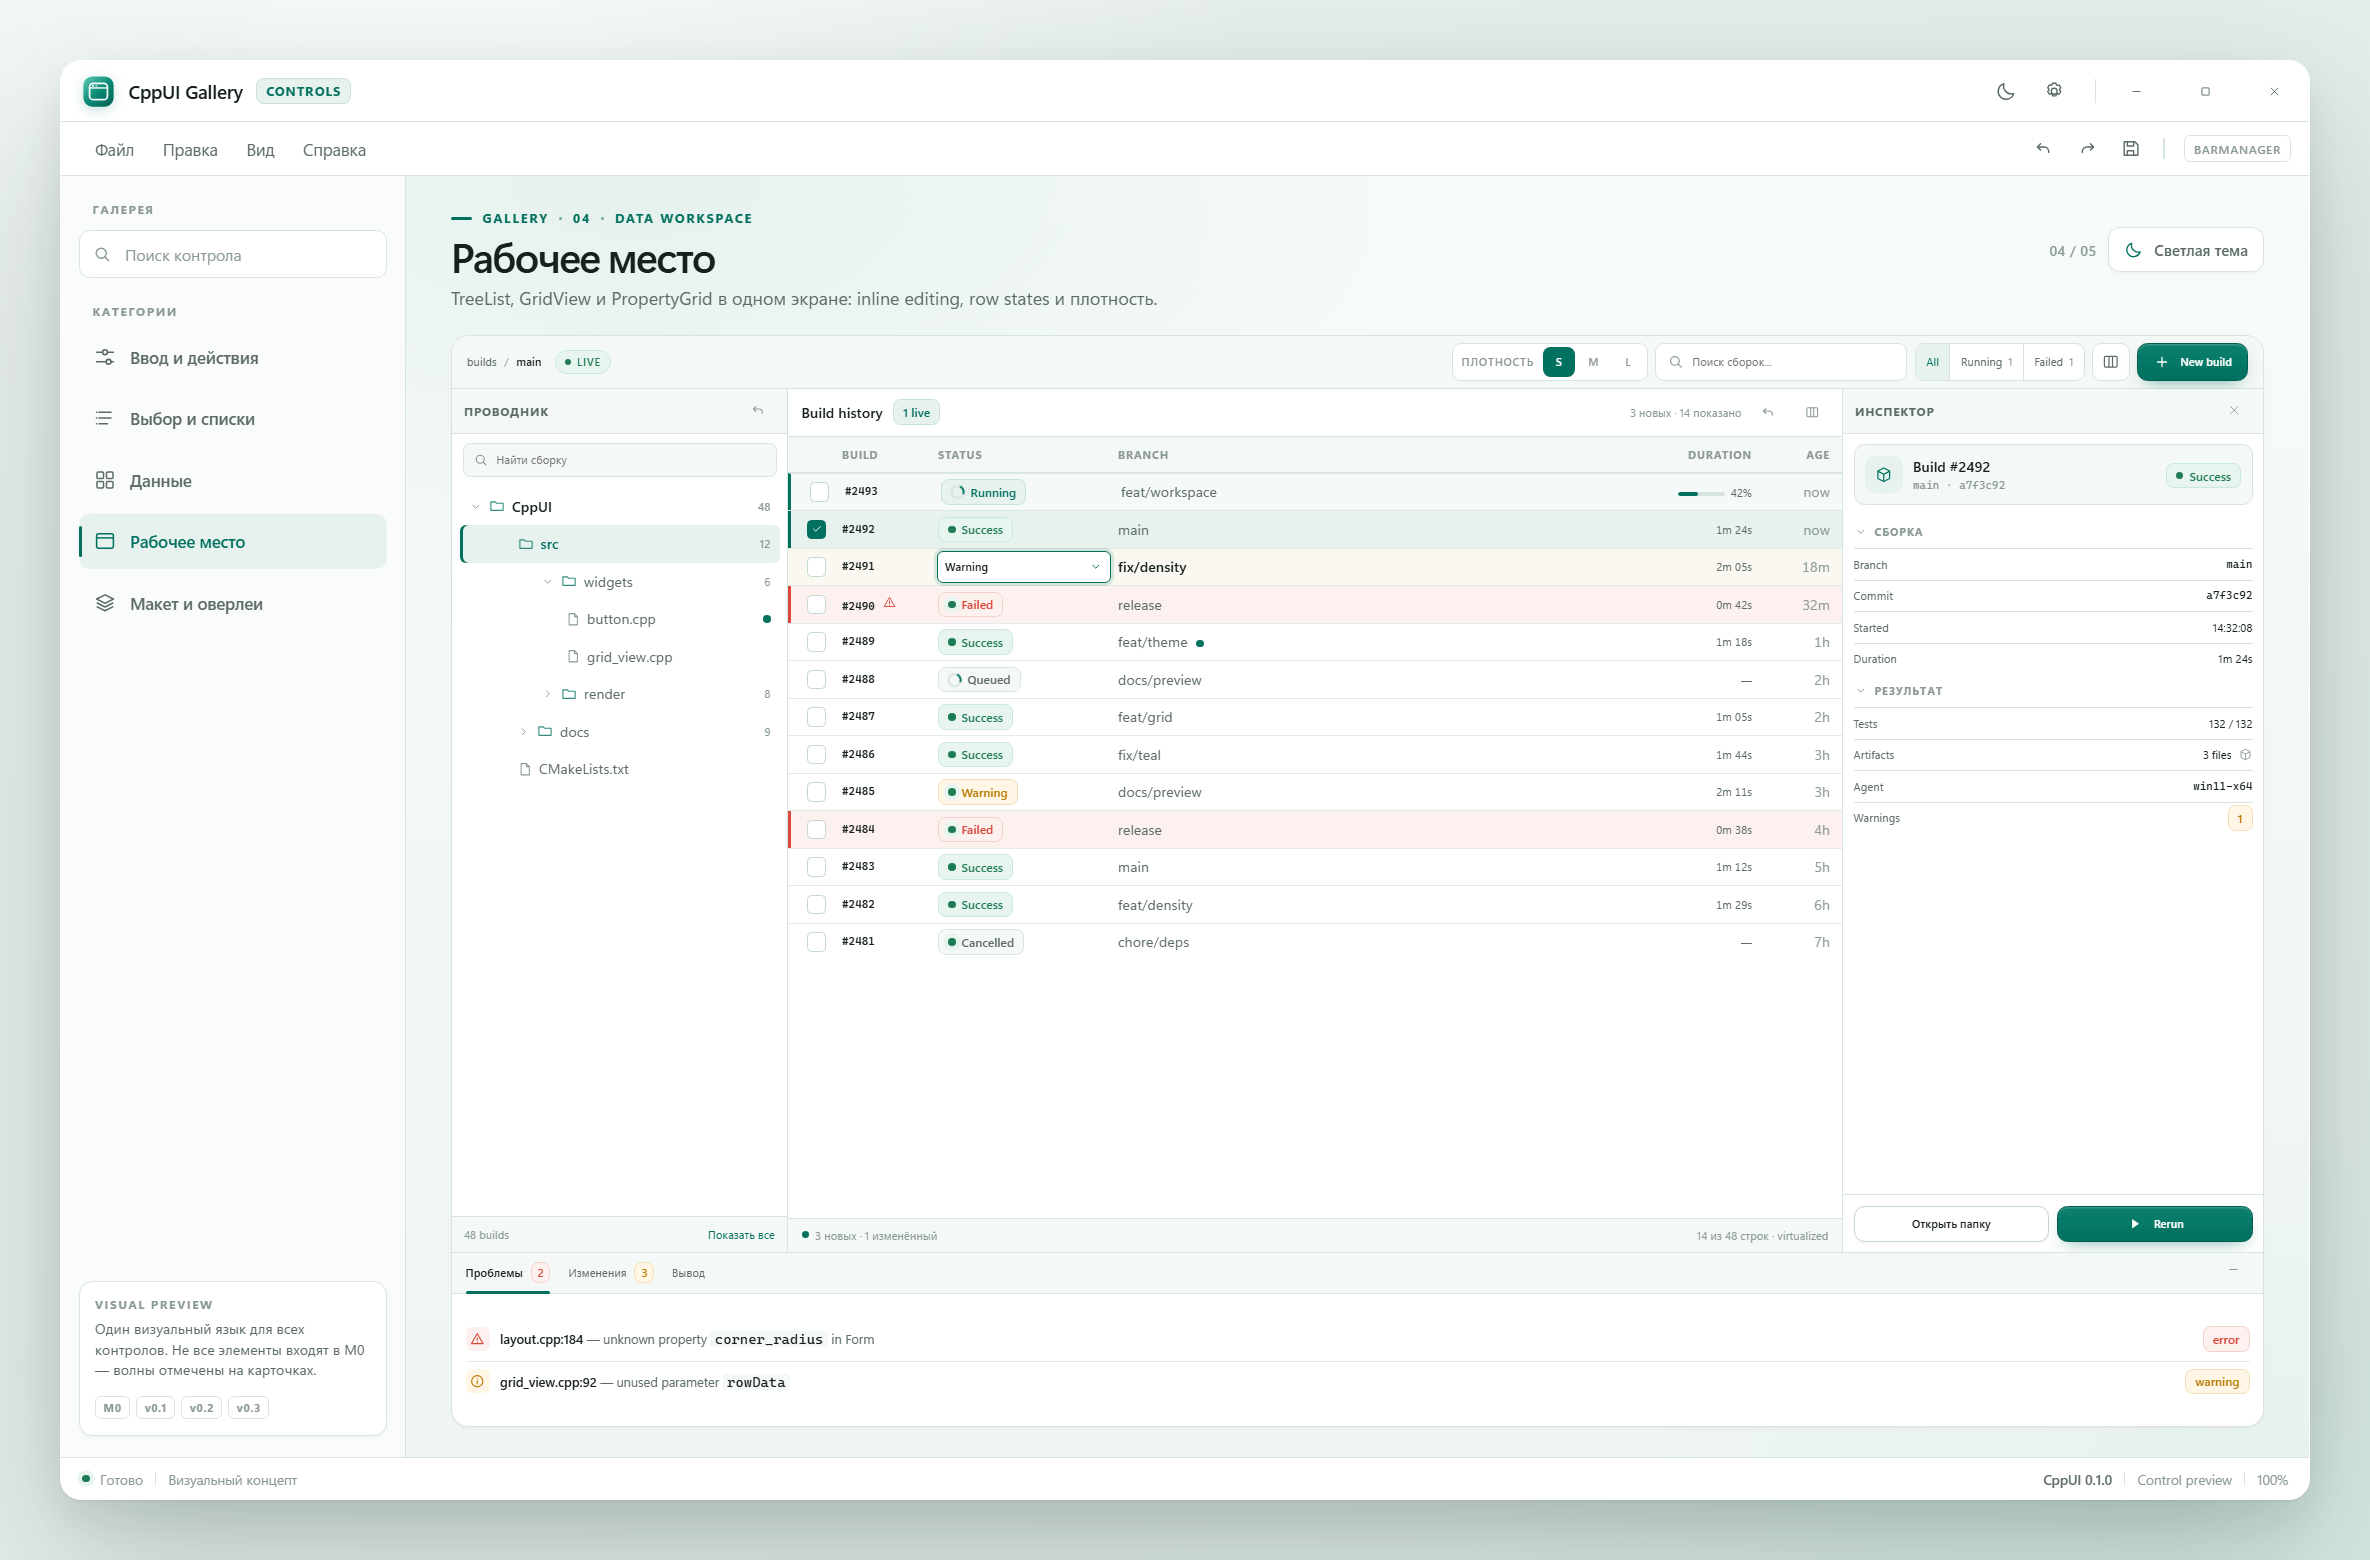 CppUI Gallery CONTROLS
Файл Правка Вид Справка BARMANAGER
ГАЛЕРЕЯ
Поиск контрола
КАТЕГОРИИ
Ввод и действия
Выбор и списки
Данные
Рабочее место
Макет и оверлеи
VISUAL PREVIEW
Один визуальный язык для всех
контролов. Не все элементы входят в M0
— волны отмечены на карточках.
M0 v0.1 v0.2 v0.3
GALLERY · 04 · DATA WORKSPACE
Рабочее место
TreeList, GridView и PropertyGrid в одном экране: inline editing, row states и плотность.
04 / 05 Светлая тема
builds / main LIVE ПЛОТНОСТЬ S M L Поиск сборок... All Running 1 Failed 1 New build
ПРОВОДНИК
Найти сборку
CppUI 48
src 12
widgets 6
button.cpp
grid_view.cpp
render 8
docs 9
CMakeLists.txt
48 builds Показать все
Build history 1 live 3 новых · 14 показано
BUILD STATUS BRANCH DURATION AGE
#2493 Running feat/workspace 42% now
#2492 Success main 1m 24s now
#2491 Warning fix/density 2m 05s 18m
#2490 Failed release 0m 42s 32m
#2489 Success feat/theme 1m 18s 1h
#2488 Queued docs/preview — 2h
#2487 Success feat/grid 1m 05s 2h
#2486 Success fix/teal 1m 44s 3h
#2485 Warning docs/preview 2m 11s 3h
#2484 Failed release 0m 38s 4h
#2483 Success main 1m 12s 5h
#2482 Success feat/density 1m 29s 6h
#2481 Cancelled chore/deps — 7h
3 новых · 1 изменённый 14 из 48 строк · virtualized
ИНСПЕКТОР
Build #2492
main · a7f3c92
Success
СБОРКА
Branch main
Commit a7f3c92
Started 14:32:08
Duration 1m 24s
РЕЗУЛЬТАТ
Tests 132 / 132
Artifacts 3 files
Agent win11-x64
Warnings 1
Открыть папку Rerun
Проблемы 2 Изменения 3 Вывод
layout.cpp:184 — unknown property corner_radius in Form error
grid_view.cpp:92 — unused parameter rowData warning
Готово Визуальный концепт CppUI 0.1.0 Control preview 100%